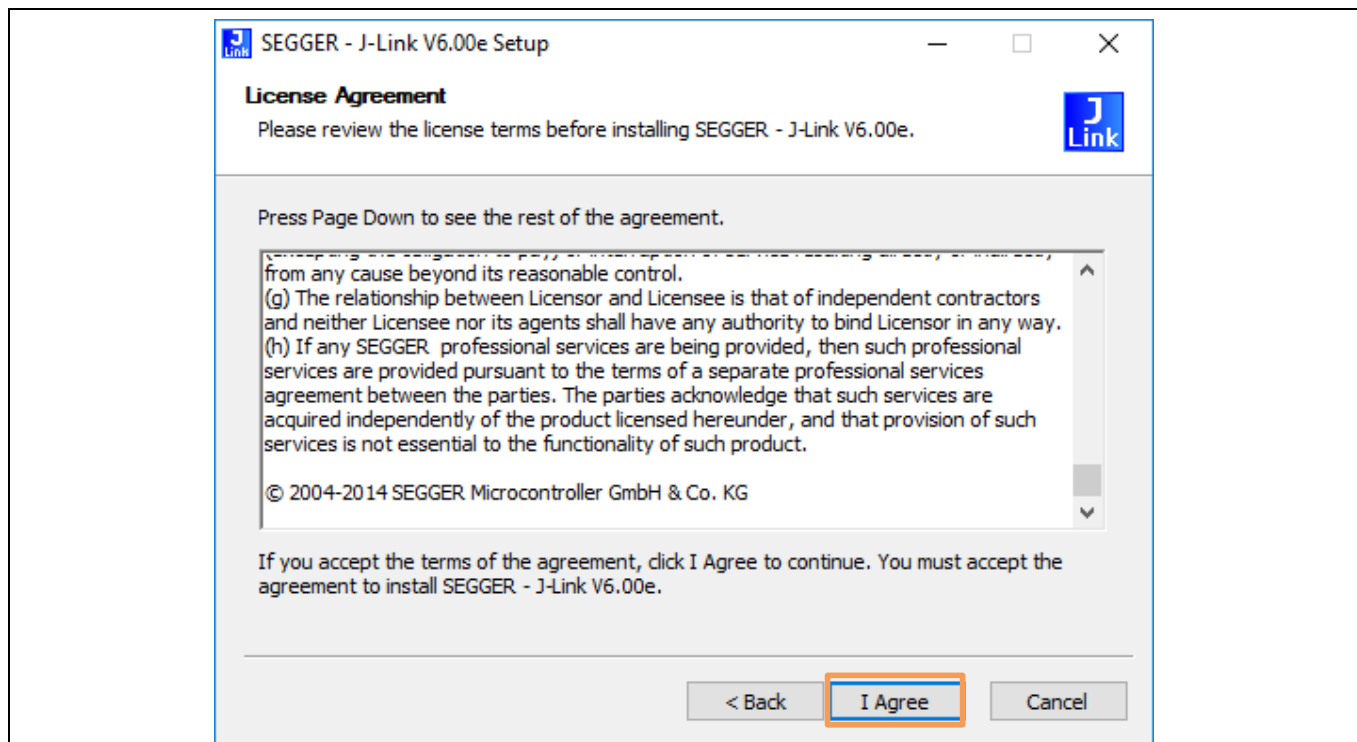 J
Link
SEGGER - J-Link V6.00e Setup
License Agreement
Please review the license terms before installing SEGGER - J-Link V6.00e.
J
Link
Press Page Down to see the rest of the agreement.
from any cause beyond its reasonable control.
(g) The relationship between Licensor and Licensee is that of independent contractors
and neither Licensee nor its agents shall have any authority to bind Licensor in any way.
(h) If any SEGGER  professional services are being provided, then such professional
services are provided pursuant to the terms of a separate professional services
agreement between the parties. The parties acknowledge that such services are
acquired independently of the product licensed hereunder, and that provision of such
services is not essential to the functionality of such product.
© 2004-2014 SEGGER Microcontroller GmbH & Co. KG
If you accept the terms of the agreement, click I Agree to continue. You must accept the
agreement to install SEGGER - J-Link V6.00e.
< Back
I Agree
Cancel